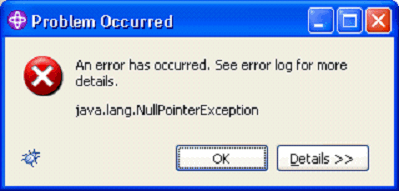 Problem Occurred
An error has occurred. See error log for more
details.
java.lang.NullPointerException
OK
Details >>